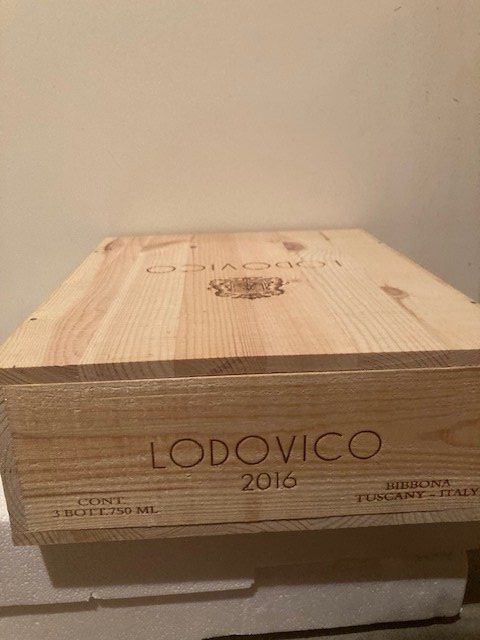 LODOVICO
LODOVICO
2016
CONT.
3 BOTT.750 ML
BIBBONA
TUSCANY - ITALY